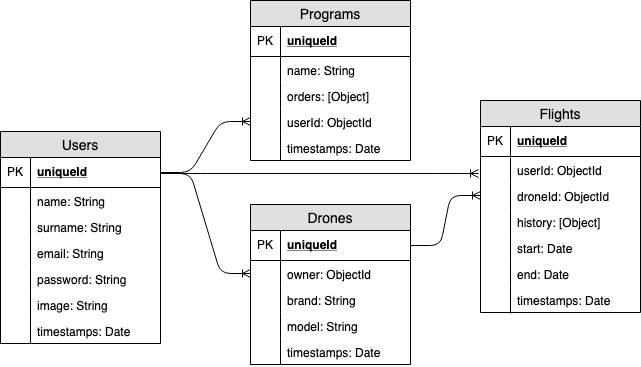 Programs
PK uniqueId
name: String
orders: [Object]
userId: ObjectId
timestamps: Date
Users
PK uniqueId
name: String
surname: String
email: String
password: String
image: String
timestamps: Date
Drones
PK uniqueId
owner: ObjectId
brand: String
model: String
timestamps: Date
Flights
PK uniqueId
userId: ObjectId
droneId: ObjectId
history: [Object]
start: Date
end: Date
timestamps: Date